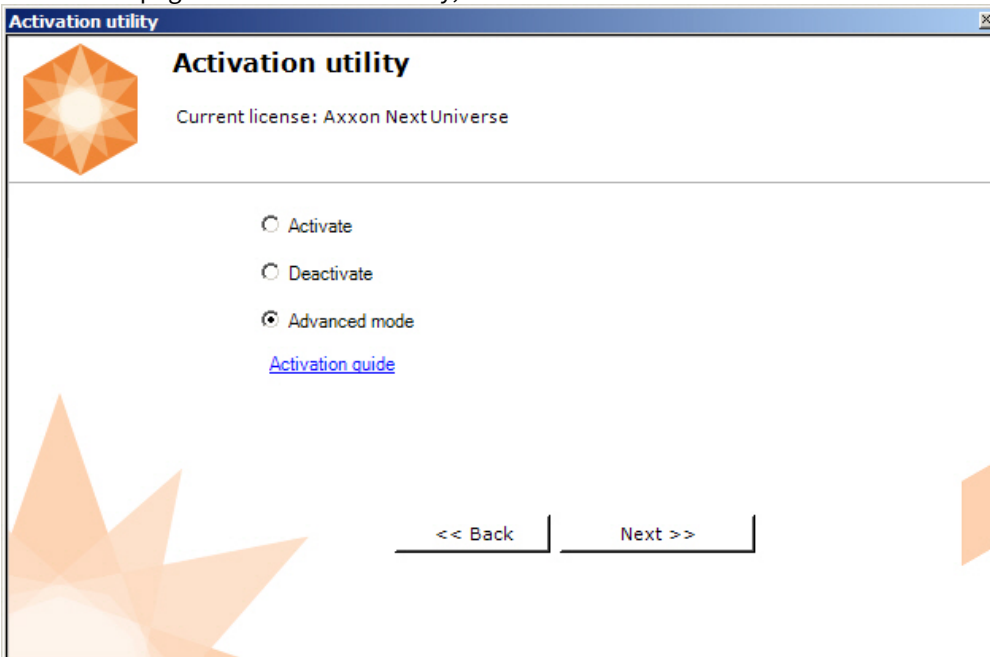 Activation utility
Activation utility
Current license: Axxon Next Universe
Activate
Deactivate
Advanced mode
Activation guide
<< Back
Next >>